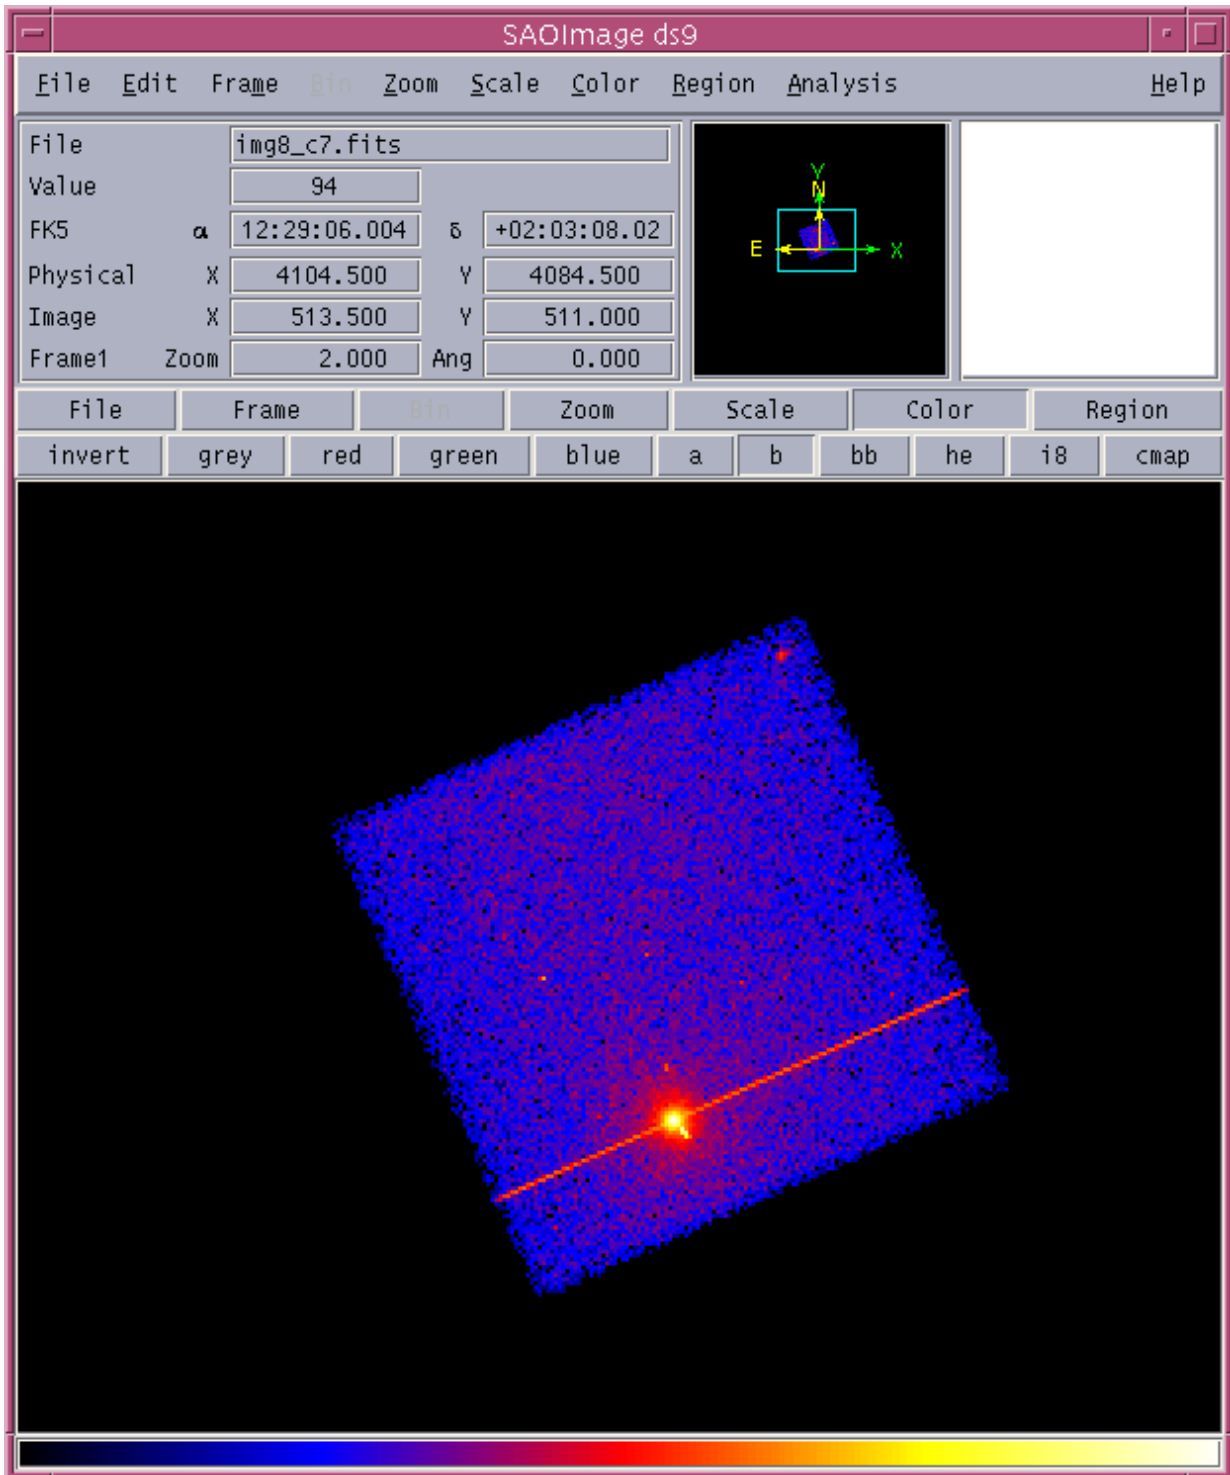 SAOImage ds9
File Edit Frame Bin Zoom Scale Color Region Analysis Help
File img8_c7.fits
Value 94
FK5 α 12:29:06.004 δ +02:03:08.02
Physical X 4104.500 Y 4084.500
Image X 513.500 Y 511.000
Frame1 Zoom 2.000 Ang 0.000
Y
N
E X
File Frame Bin Zoom Scale Color Region
invert grey red green blue a b bb he i8 cmap